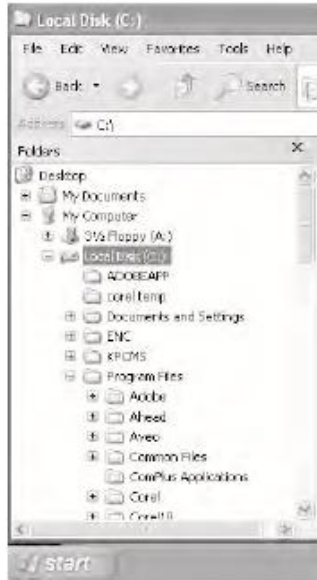 Local Disk (C:)
File Edit View Favorites Tools Help
Back Search
Address C:\
Folders
Desktop
My Documents
My Computer
3½ Floppy (A:)
Local Disk (C:)
ADOBEAPP
corel temp
Documents and Settings
ENC
KPCMS
Program Files
Adobe
Ahead
Aveo
Common Files
ComPlus Applications
Corel
Corel10
start